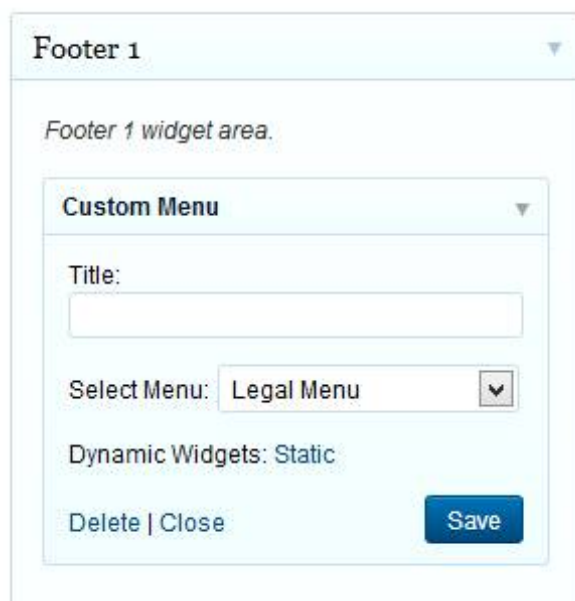 Footer 1
Footer 1 widget area.
Custom Menu
Title:
Select Menu: Legal Menu
Dynamic Widgets: Static
Delete | Close Save